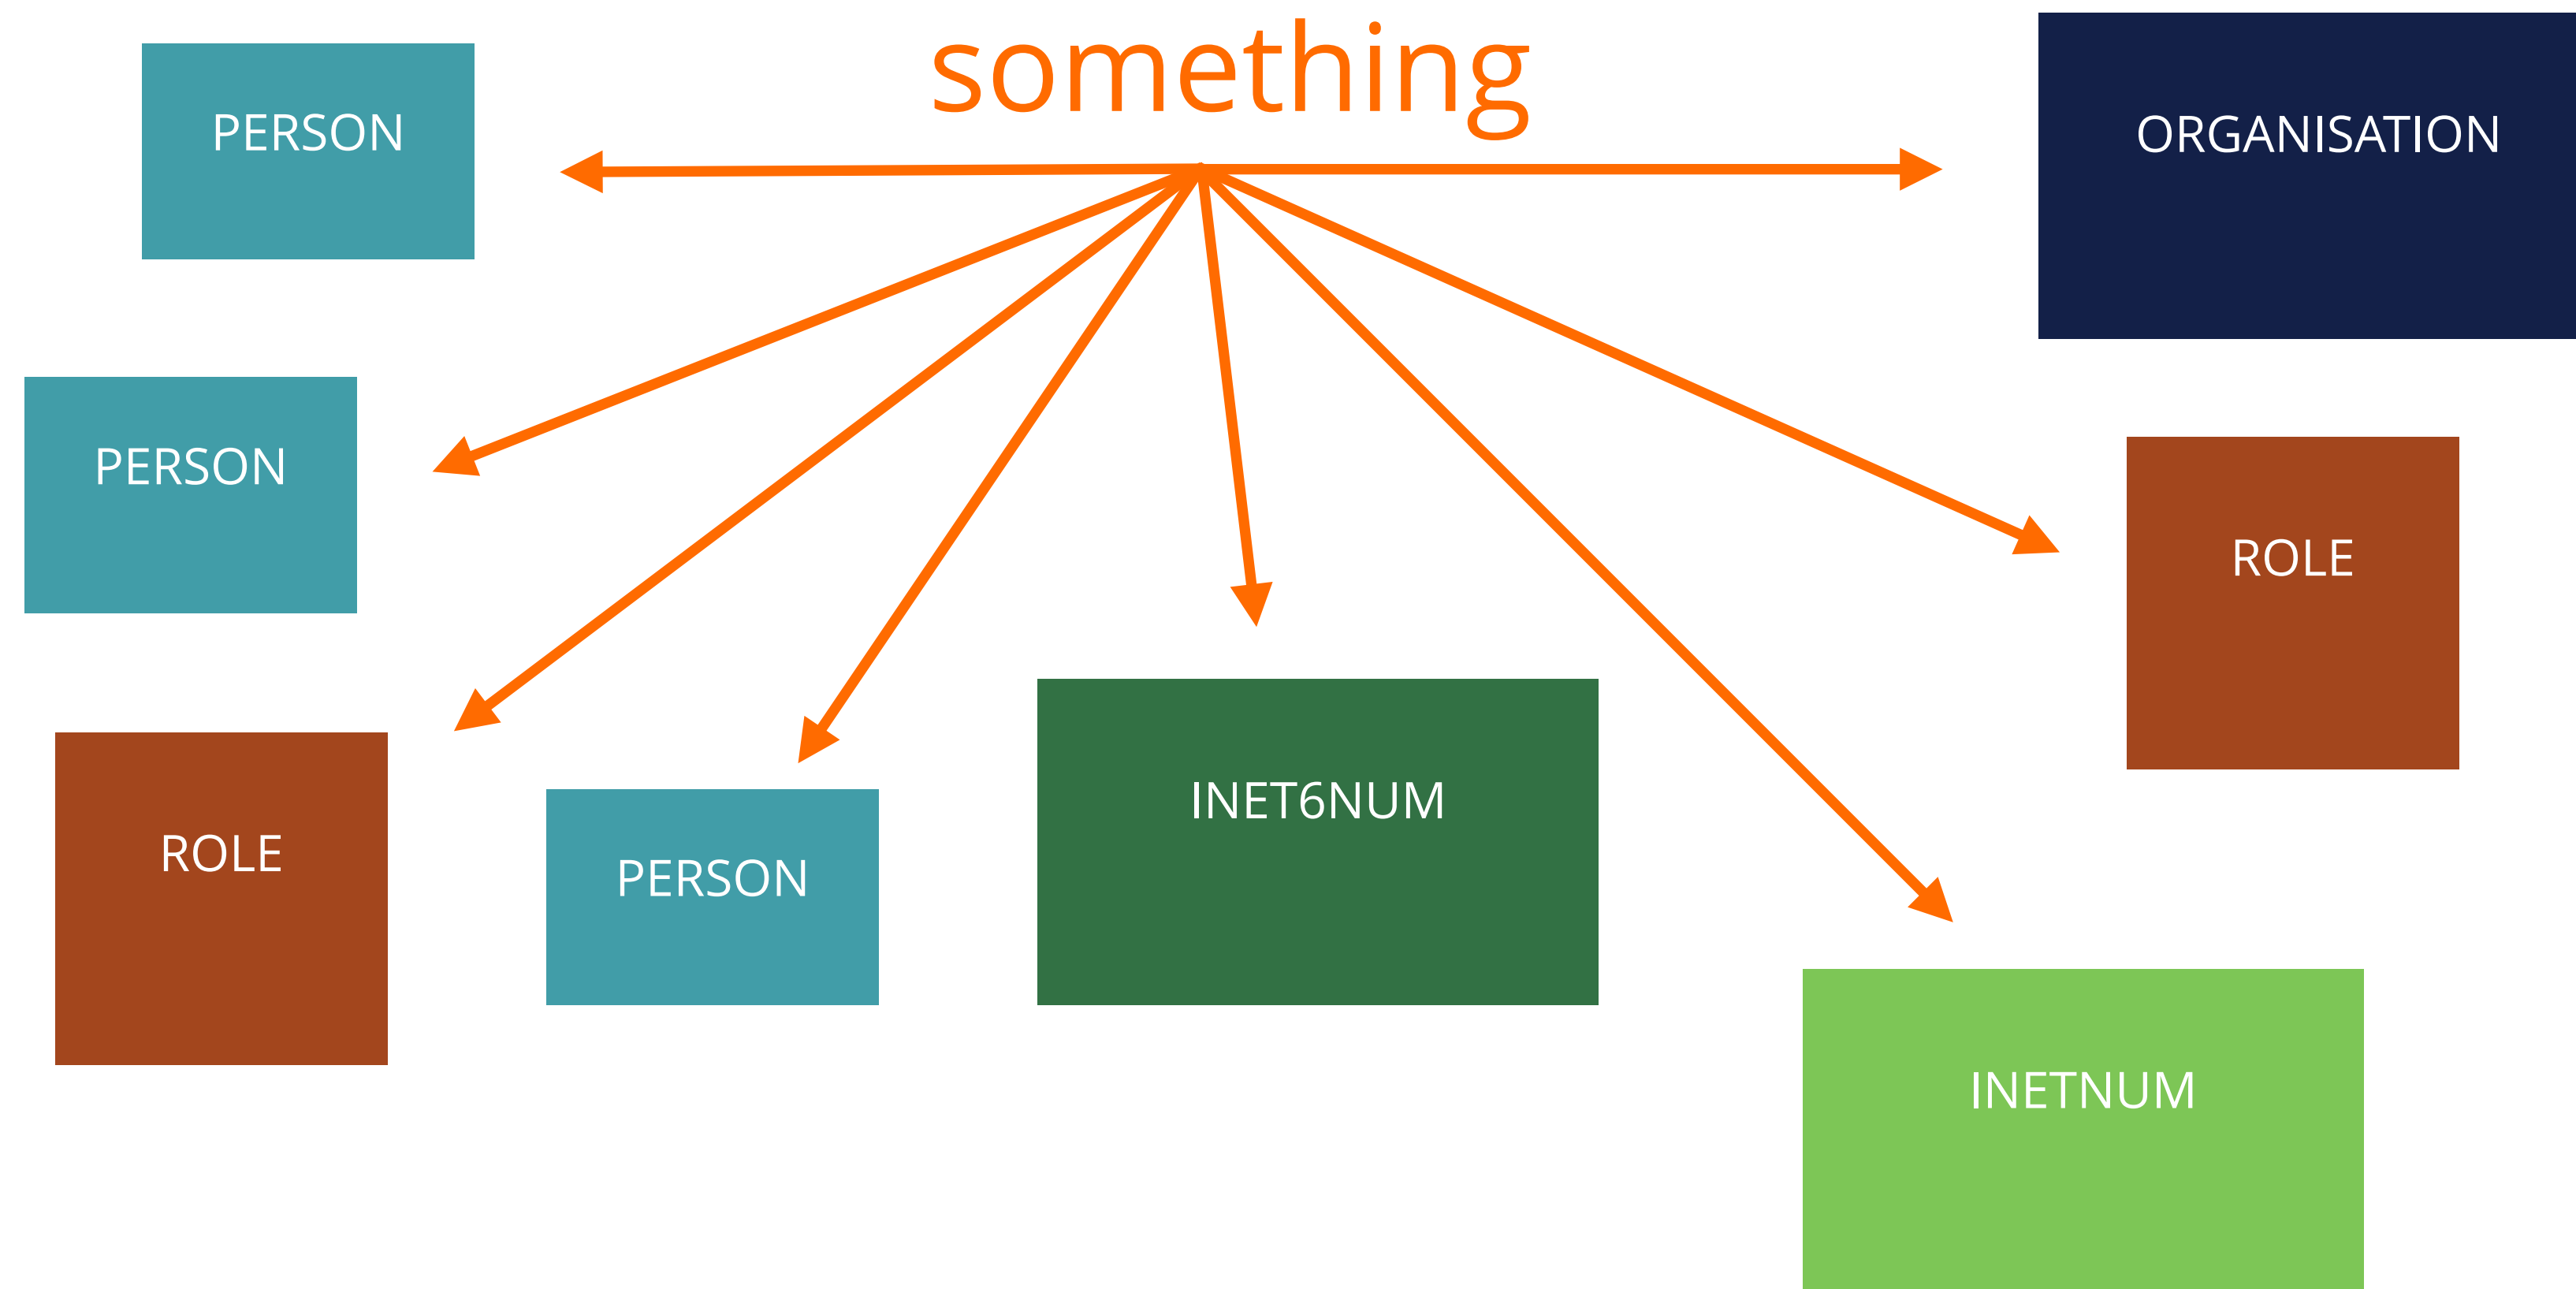 something
PERSON
ORGANISATION
PERSON
ROLE
ROLE
PERSON
INET6NUM
INETNUM